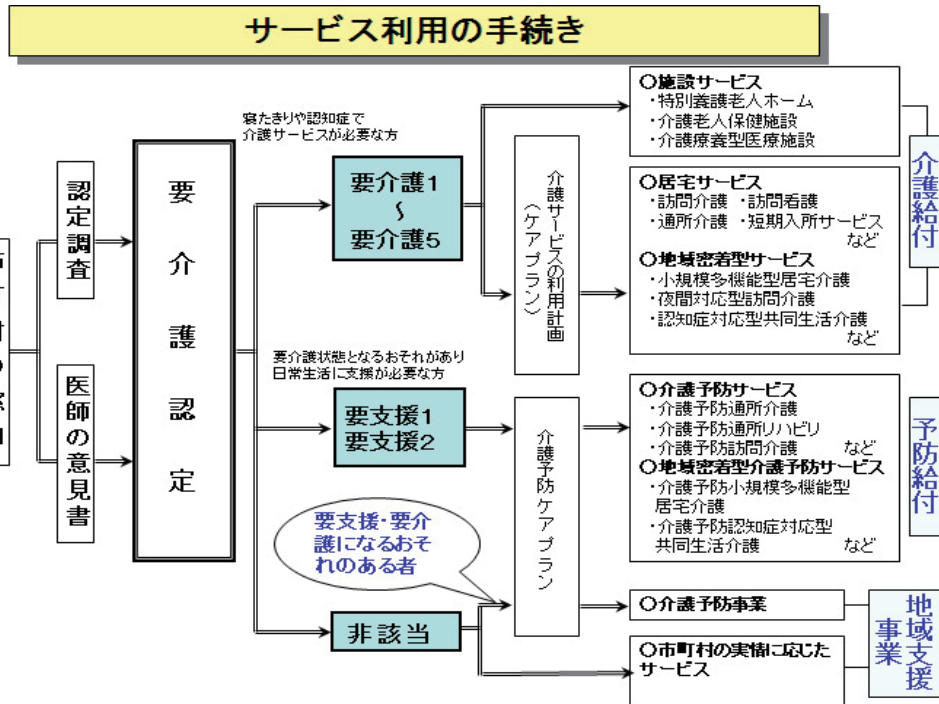 サービス利用の手続き
認定調査
医師の意見書
要介護認定
寝たきりや認知症で
介護サービスが必要な方
要介護1
〜
要介護5
要介護状態となるおそれがあり
日常生活に支援が必要な方
要支援1
要支援2
要支援・要介
護になるおそ
れのある者
非該当
介護サービスの利用計画
（ケアプラン）
介護予防ケアプラン
○施設サービス
・特別養護老人ホーム
・介護老人保健施設
・介護療養型医療施設
○居宅サービス
・訪問介護 ・訪問看護
・通所介護 ・短期入所サービス
など
○地域密着型サービス
・小規模多機能型居宅介護
・夜間対応型訪問介護
・認知症対応型共同生活介護
など
介護給付
○介護予防サービス
・介護予防通所介護
・介護予防通所リハビリ
・介護予防訪問介護 など
○地域密着型介護予防サービス
・介護予防小規模多機能型
居宅介護
・介護予防認知症対応型
共同生活介護 など
予防給付
○介護予防事業
○市町村の実情に応じた
サービス
地域支援
事業